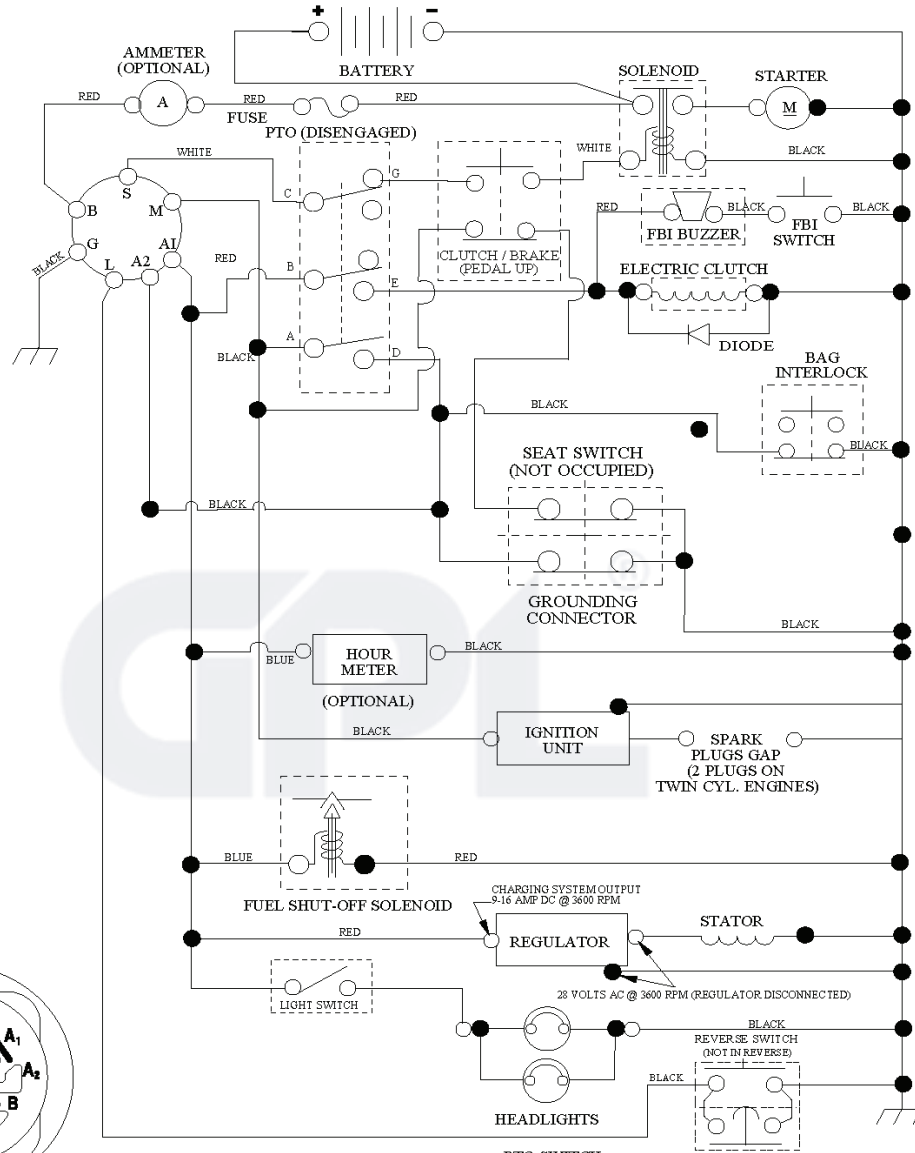 + −
BATTERY
AMMETER
(OPTIONAL)
SOLENOID
STARTER
RED
A
RED
RED
FUSE
M
PTO (DISENGAGED)
WHITE
WHITE
BLACK
S
C
G
B
M
RED
BLACK
BLACK
FBI BUZZER
FBI
SWITCH
G
A1
CLUTCH / BRAKE
(PEDAL UP)
BLACK
L
A2
RED
B
E
ELECTRIC CLUTCH
DIODE
A
BLACK
D
BAG
INTERLOCK
BLACK
BLACK
SEAT SWITCH
(NOT OCCUPIED)
BLACK
GPL®
GROUNDING
CONNECTOR
BLACK
BLUE
HOUR
METER
BLACK
(OPTIONAL)
BLACK
IGNITION
UNIT
SPARK
PLUGS GAP
(2 PLUGS ON
TWIN CYL. ENGINES)
BLUE
RED
FUEL SHUT-OFF SOLENOID
CHARGING SYSTEM OUTPUT
9-16 AMP DC @ 3600 RPM
RED
REGULATOR
STATOR
28 VOLTS AC @ 3600 RPM (REGULATOR DISCONNECTED)
LIGHT SWITCH
BLACK
REVERSE SWITCH
(NOT IN REVERSE)
A1
A2
B
BLACK
HEADLIGHTS